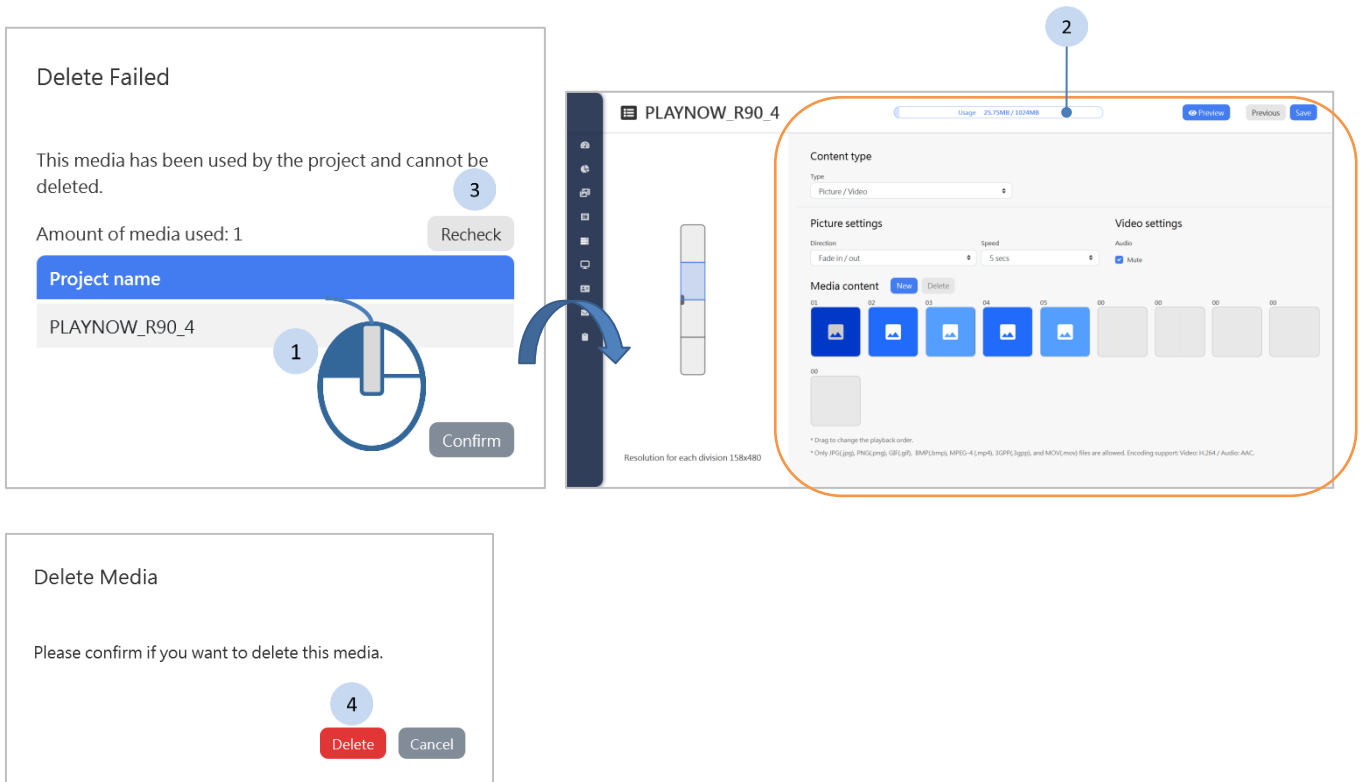 Delete Failed
This media has been used by the project and cannot be
deleted.
3
Amount of media used: 1
Recheck
Project name
PLAYNOW_R90_4
1
Confirm
2
PLAYNOW_R90_4
Usage 25.75MB / 1024MB
Preview
Previous
Save
Content type
Type
Picture / Video
Picture settings
Video settings
Direction
Speed
Audio
Fade in / out
5 secs
Mute
Media content
New
Delete
01 02 03 04 05 00 00 00 00
00
* Drag to change the playback order.
* Only JPG(.jpg), PNG(.png), GIF(.gif), BMP(.bmp), MPEG-4 (.mp4), 3GPP(.3gpp), and MOV(.mov) files are allowed. Encoding support: Video: H.264 / Audio: AAC.
Resolution for each division 158x480
Delete Media
Please confirm if you want to delete this media.
4
Delete
Cancel